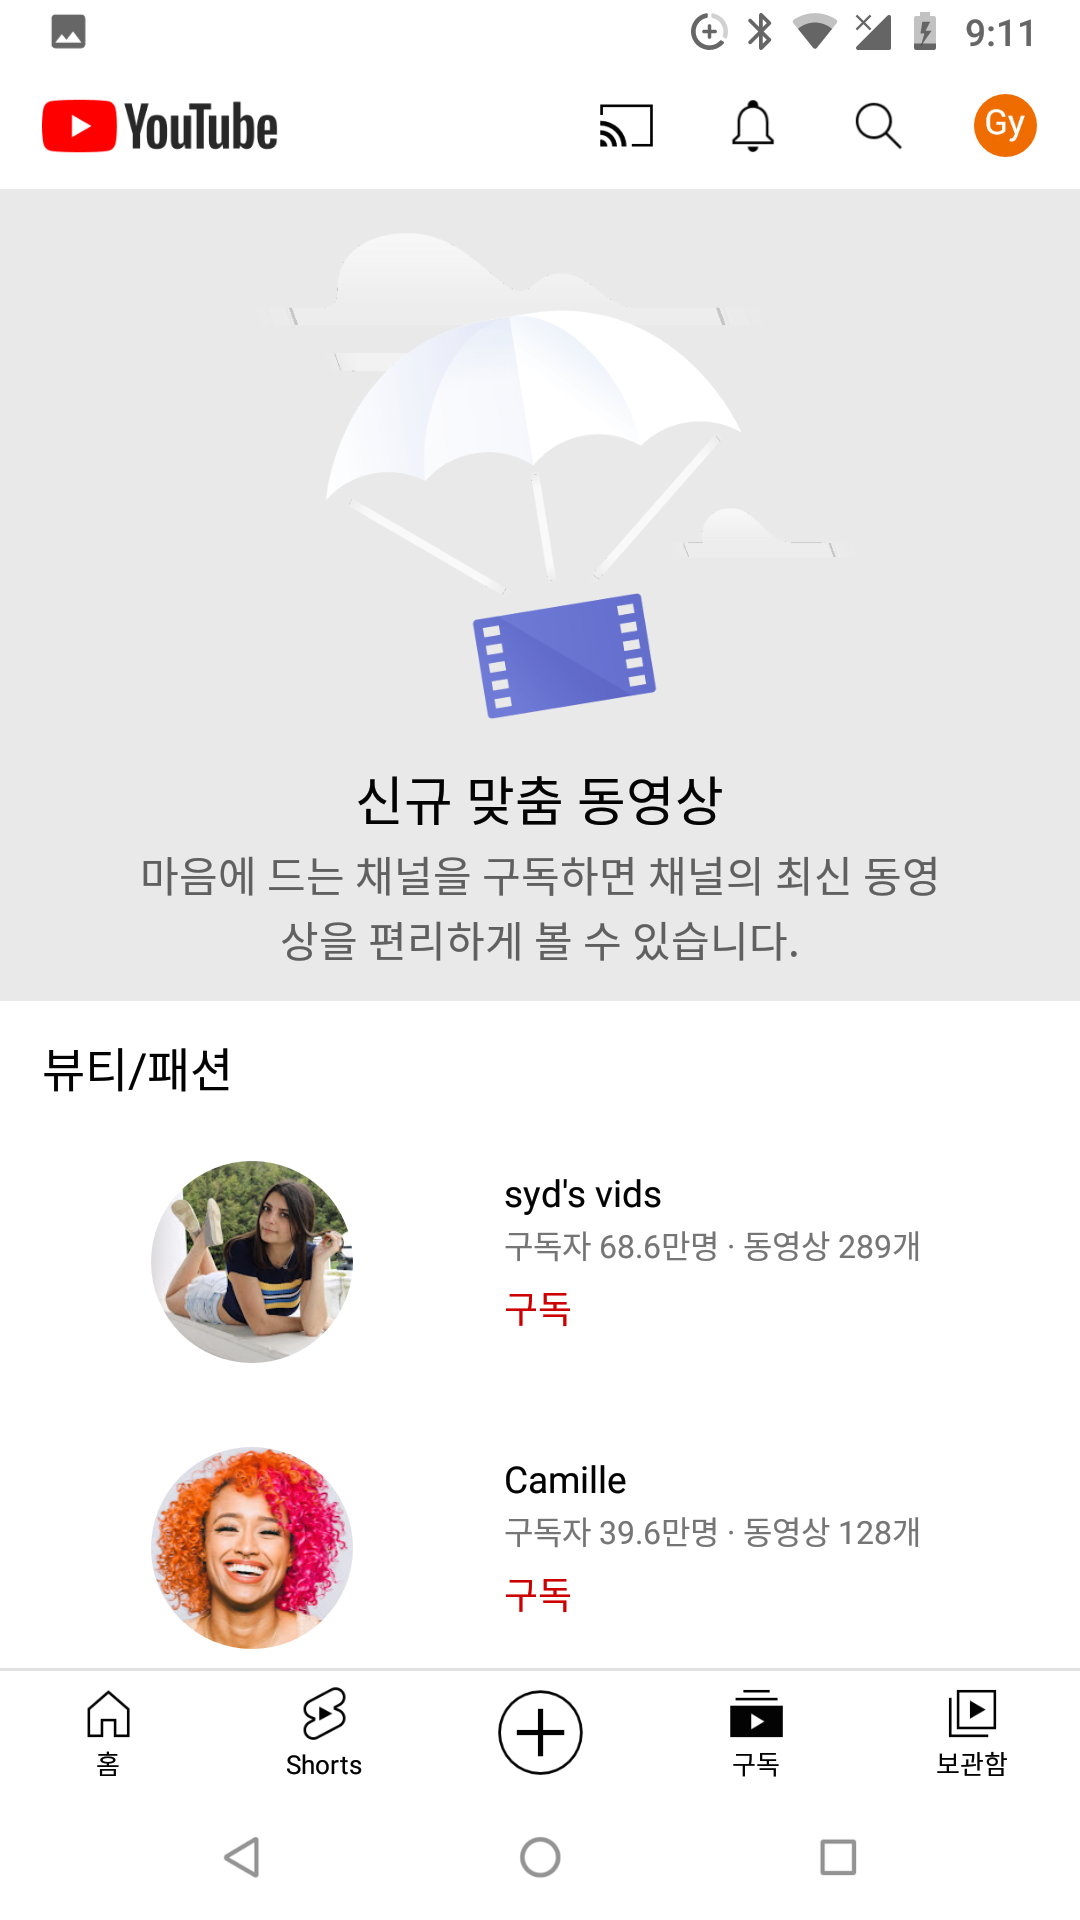 9:11
YouTube
Gy
신규 맞춤 동영상
마음에 드는 채널을 구독하면 채널의 최신 동영
상을 편리하게 볼 수 있습니다.
뷰티/패션
syd's vids
구독자 68.6만명 · 동영상 289개
구독
Camille
구독자 39.6만명 · 동영상 128개
구독
홈
Shorts
구독
보관함